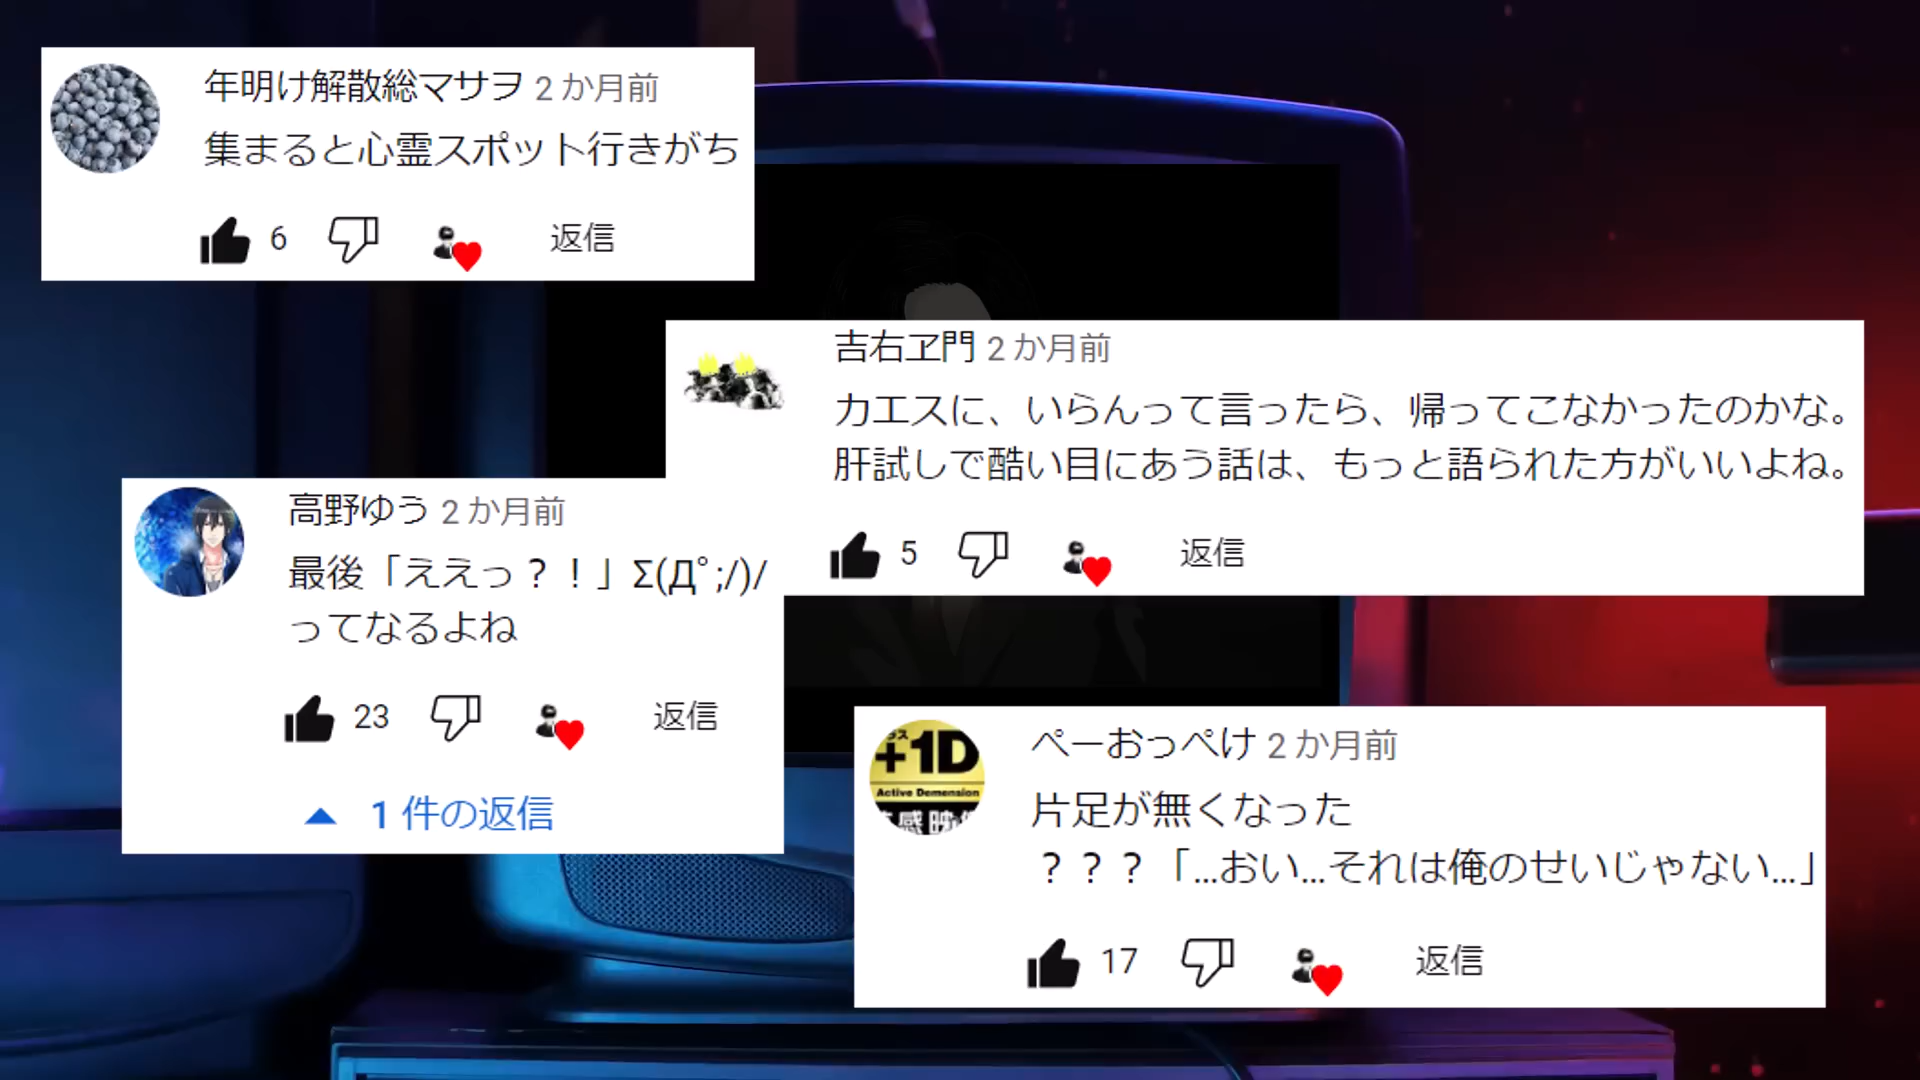 年明け解散総マサヲ 2 か月前
集まると心霊スポット行きがち
6 返信
吉右ヱ門 2 か月前
カエスに、いらんって言ったら、帰ってこなかったのかな。
肝試しで酷い目にあう話は、もっと語られた方がいいよね。
5 返信
高野ゆう 2 か月前
最後「ええっ？！」Σ(Дﾟ;/)/
ってなるよね
23 返信
1 件の返信
ぺーおっぺけ 2 か月前
片足が無くなった
？？？「...おい...それは俺のせいじゃない...」
17 返信
+1D
Active Demension